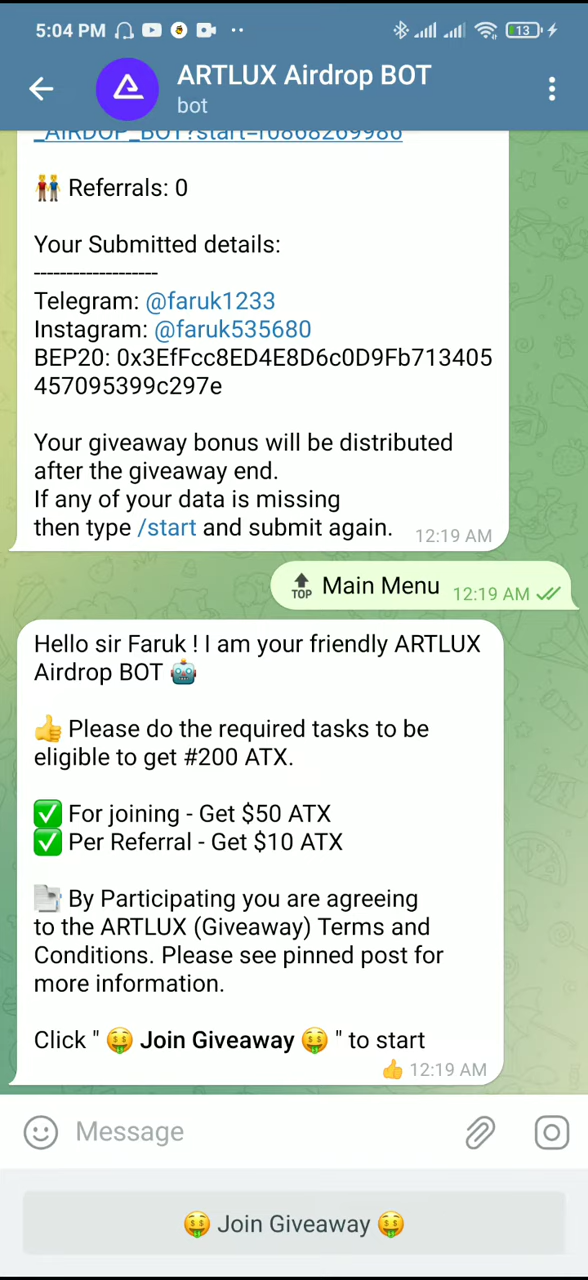 5:04 PM
13
ARTLUX Airdrop BOT
bot
_AIRDOP_BOT?start=r0868269986
Referrals: 0
Your Submitted details:
-------------------
Telegram: @faruk1233
Instagram: @faruk535680
BEP20: 0x3EfFcc8ED4E8D6c0D9Fb713405
457095399c297e
Your giveaway bonus will be distributed
after the giveaway end.
If any of your data is missing
then type /start and submit again. 12:19 AM
TOP Main Menu 12:19 AM
Hello sir Faruk ! I am your friendly ARTLUX
Airdrop BOT 🤖
👍 Please do the required tasks to be
eligible to get #200 ATX.
✅ For joining - Get $50 ATX
✅ Per Referral - Get $10 ATX
By Participating you are agreeing
to the ARTLUX (Giveaway) Terms and
Conditions. Please see pinned post for
more information.
Click " 🤑 Join Giveaway 🤑 " to start
👍 12:19 AM
Message
🤑 Join Giveaway 🤑